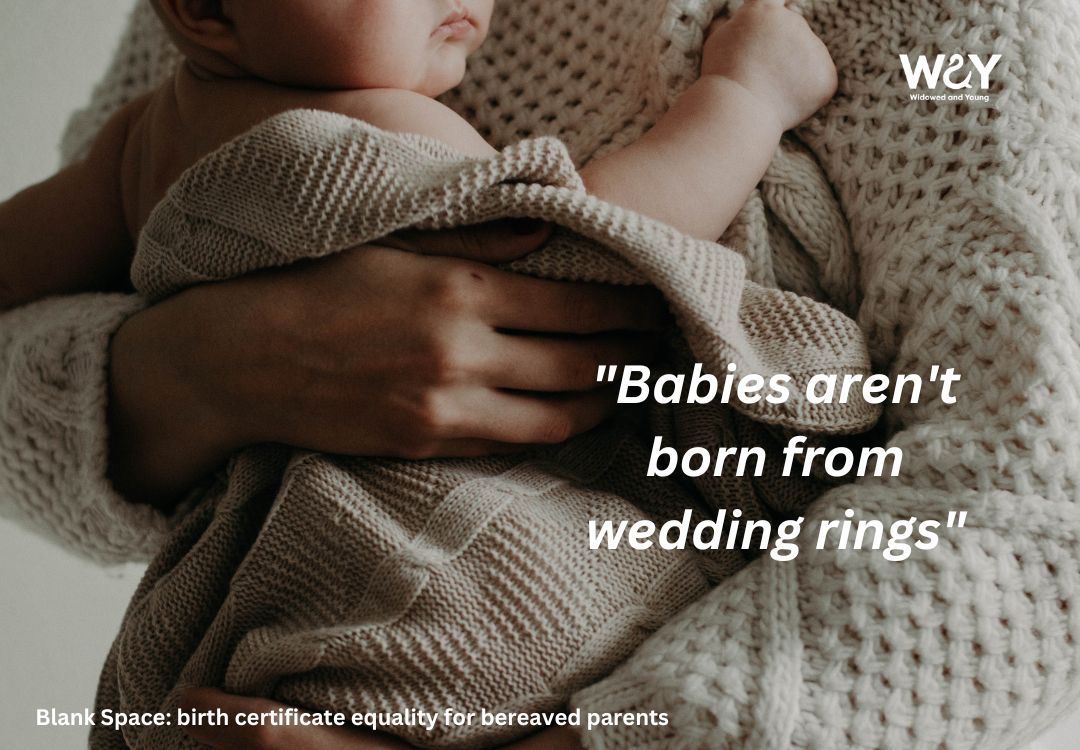 W&Y
Widowed and Young
"Babies aren't
born from
wedding rings"
Blank Space: birth certificate equality for bereaved parents